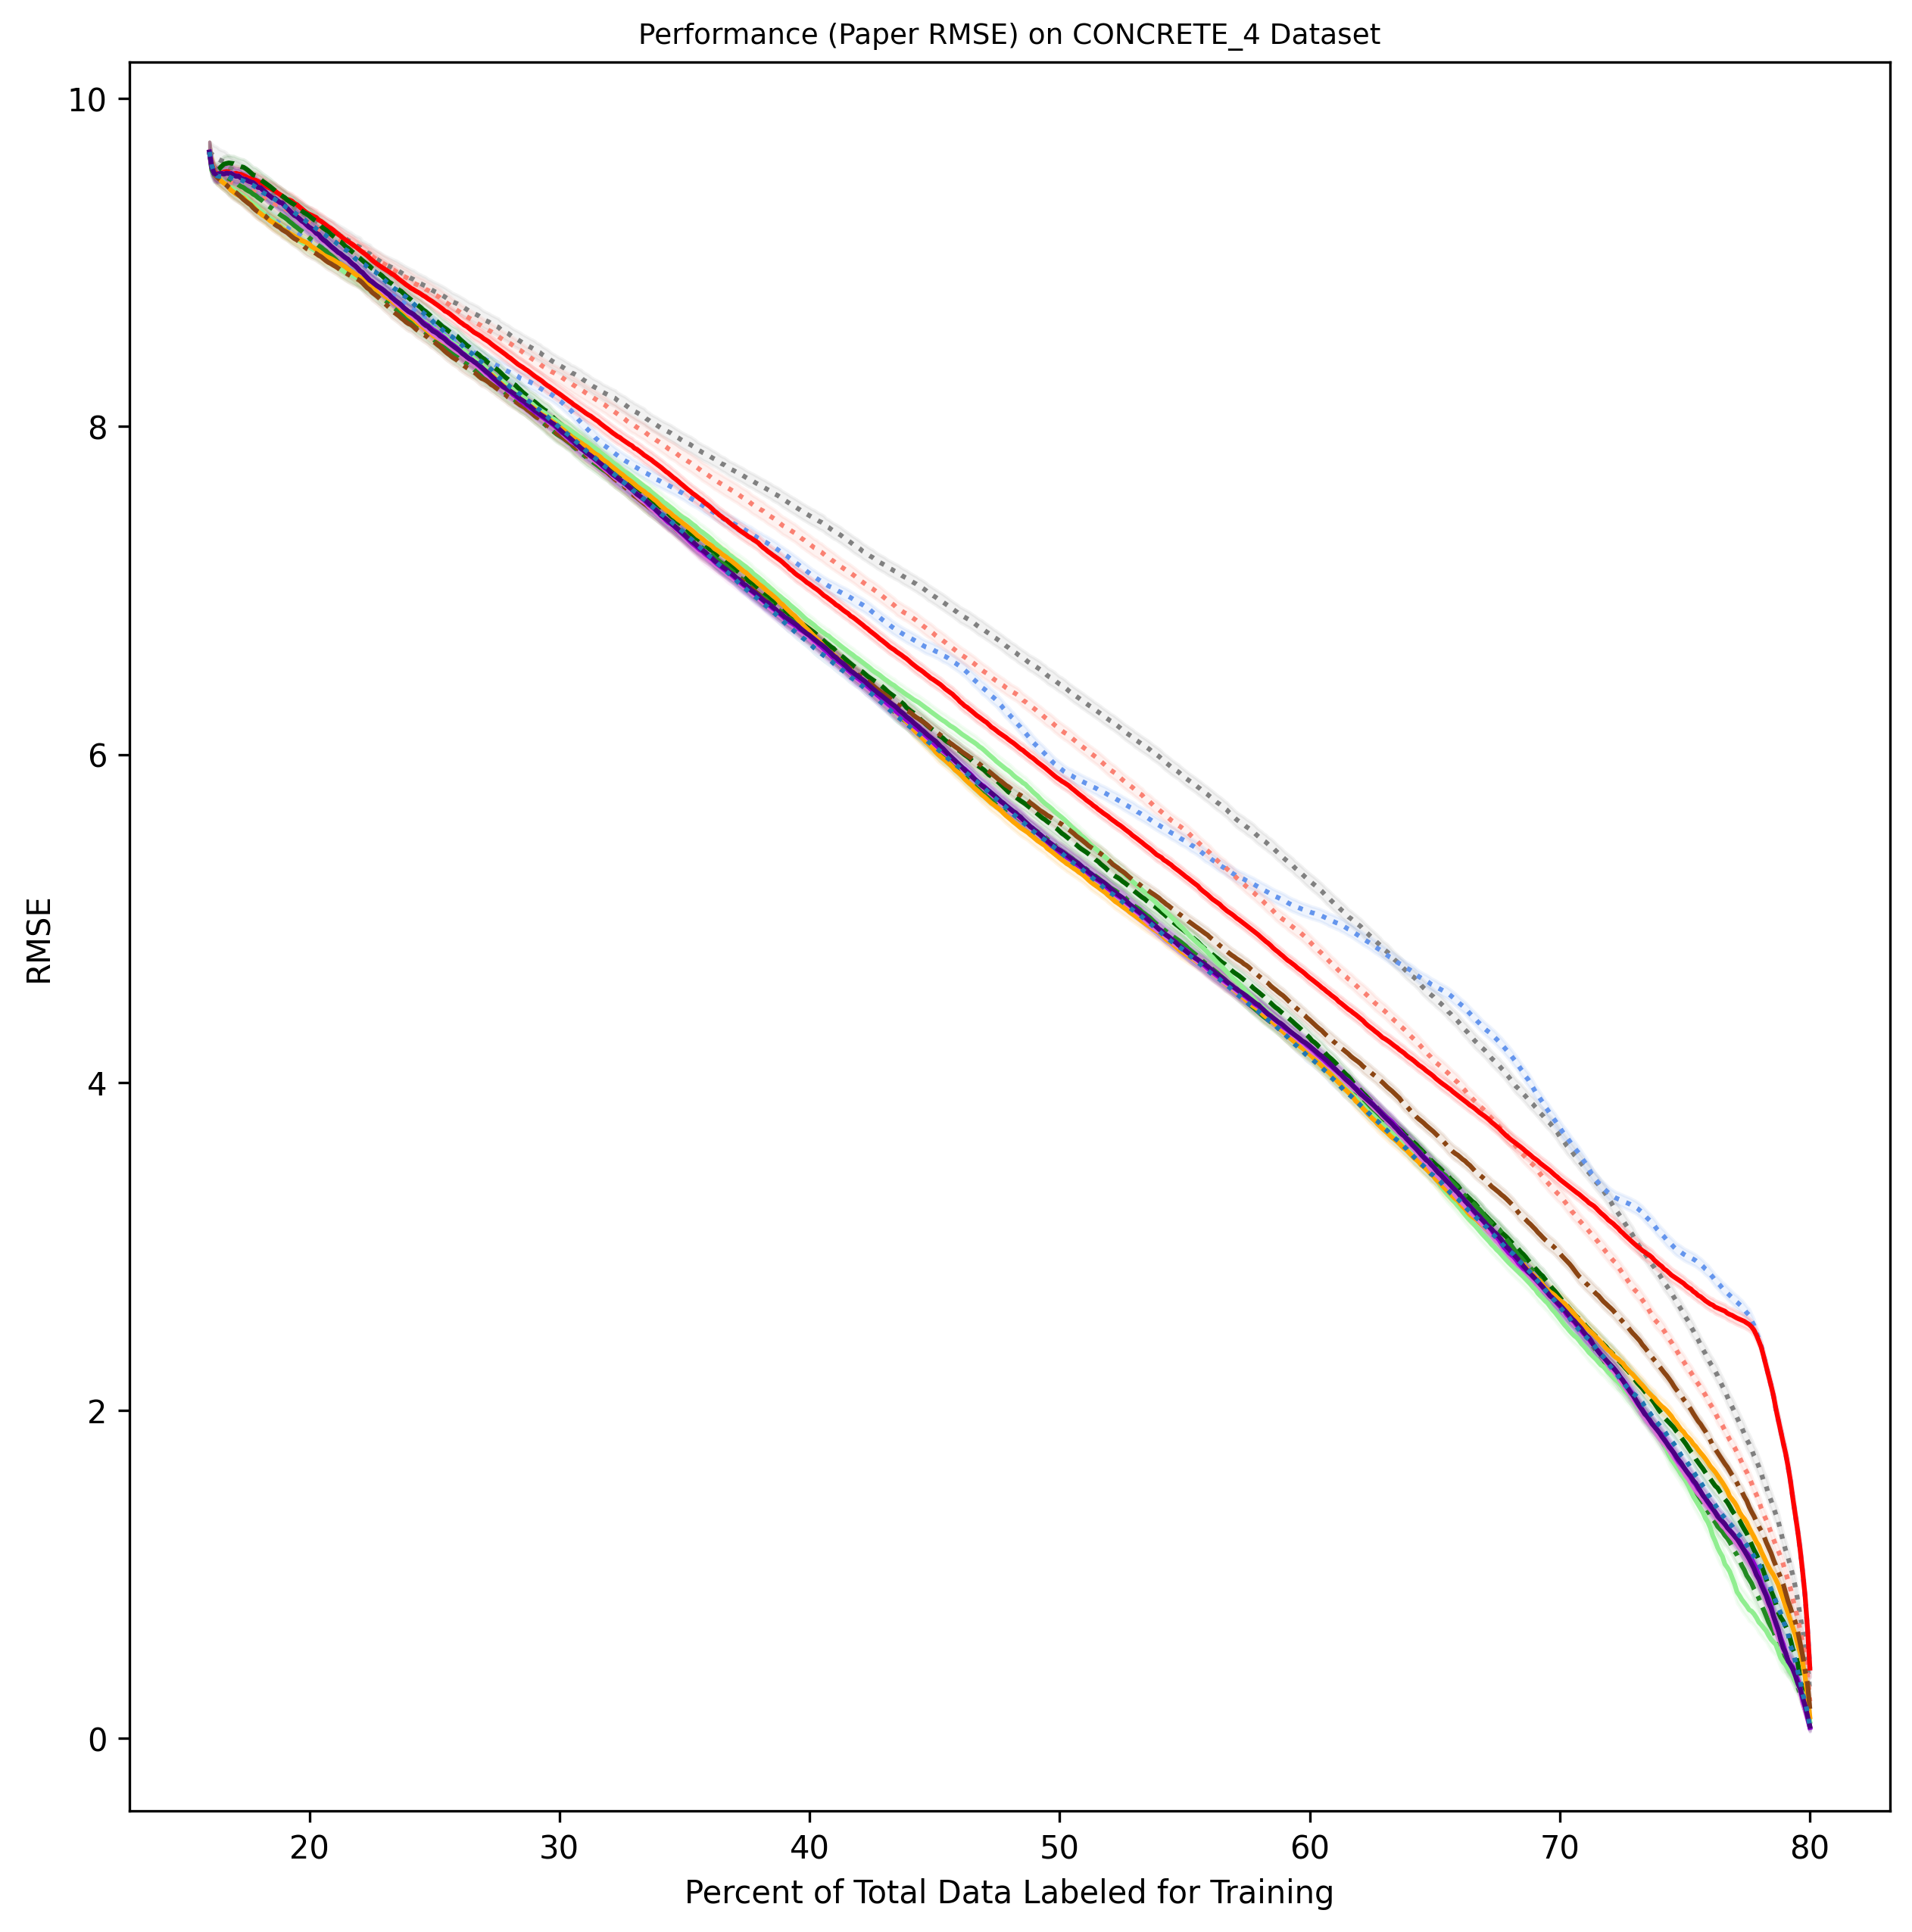 Performance (Paper RMSE) on CONCRETE_4 Dataset
10
8
6
4
2
0
RMSE
20 30 40 50 60 70 80
Percent of Total Data Labeled for Training